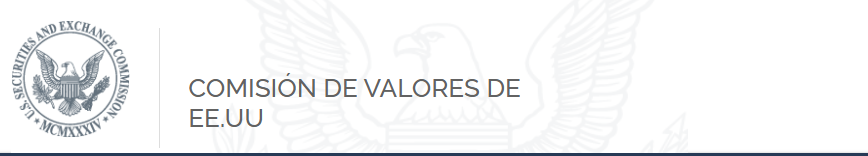 U.S. SECURITIES AND EXCHANGE COMMISSION
MCMXXXIV
COMISIÓN DE VALORES DE
EE.UU